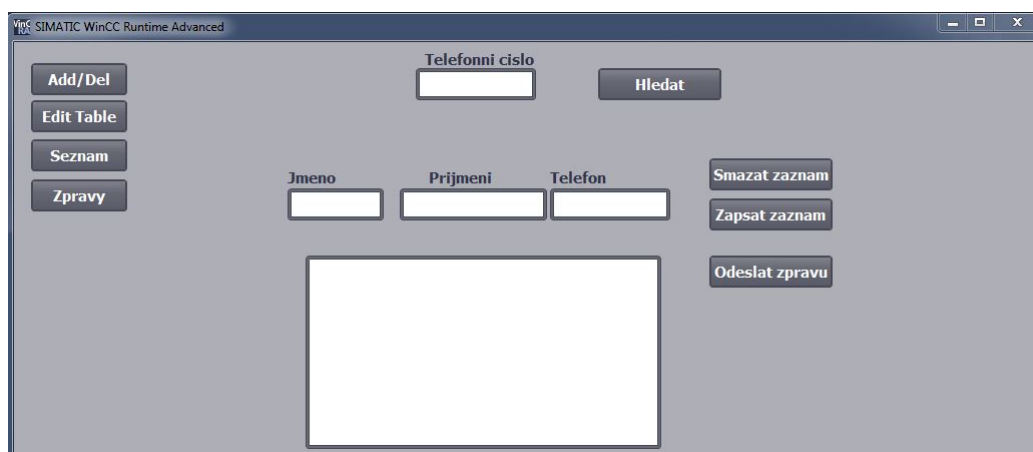 SIMATIC WinCC Runtime Advanced
Telefonni cislo
Add/Del
Hledat
Edit Table
Seznam
Jmeno Prijmeni Telefon
Smazat zaznam
Zpravy
Zapsat zaznam
Odeslat zpravu